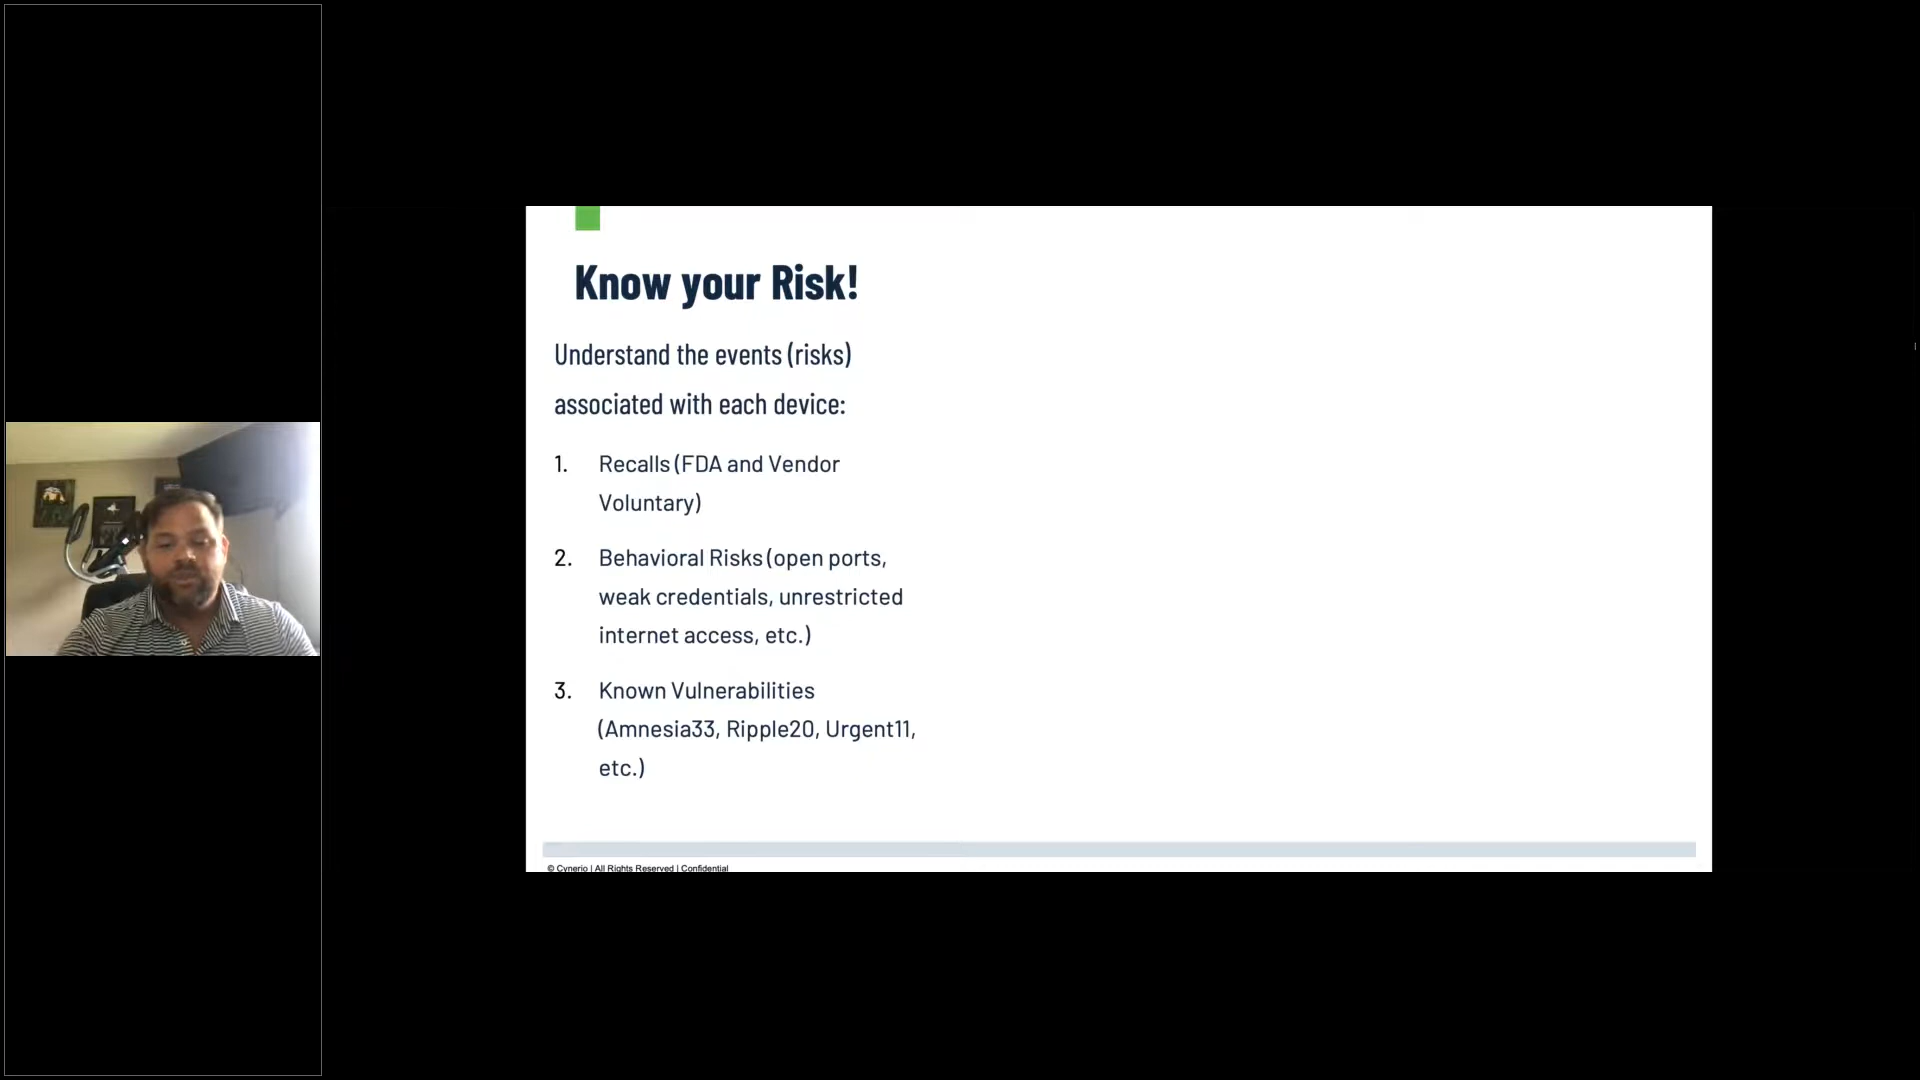 Know your Risk!
Understand the events (risks)
associated with each device:
1. Recalls (FDA and Vendor
Voluntary)
2. Behavioral Risks (open ports,
weak credentials, unrestricted
internet access, etc.)
3. Known Vulnerabilities
(Amnesia33, Ripple20, Urgent11,
etc.)
© Cynerio | All Rights Reserved | Confidential